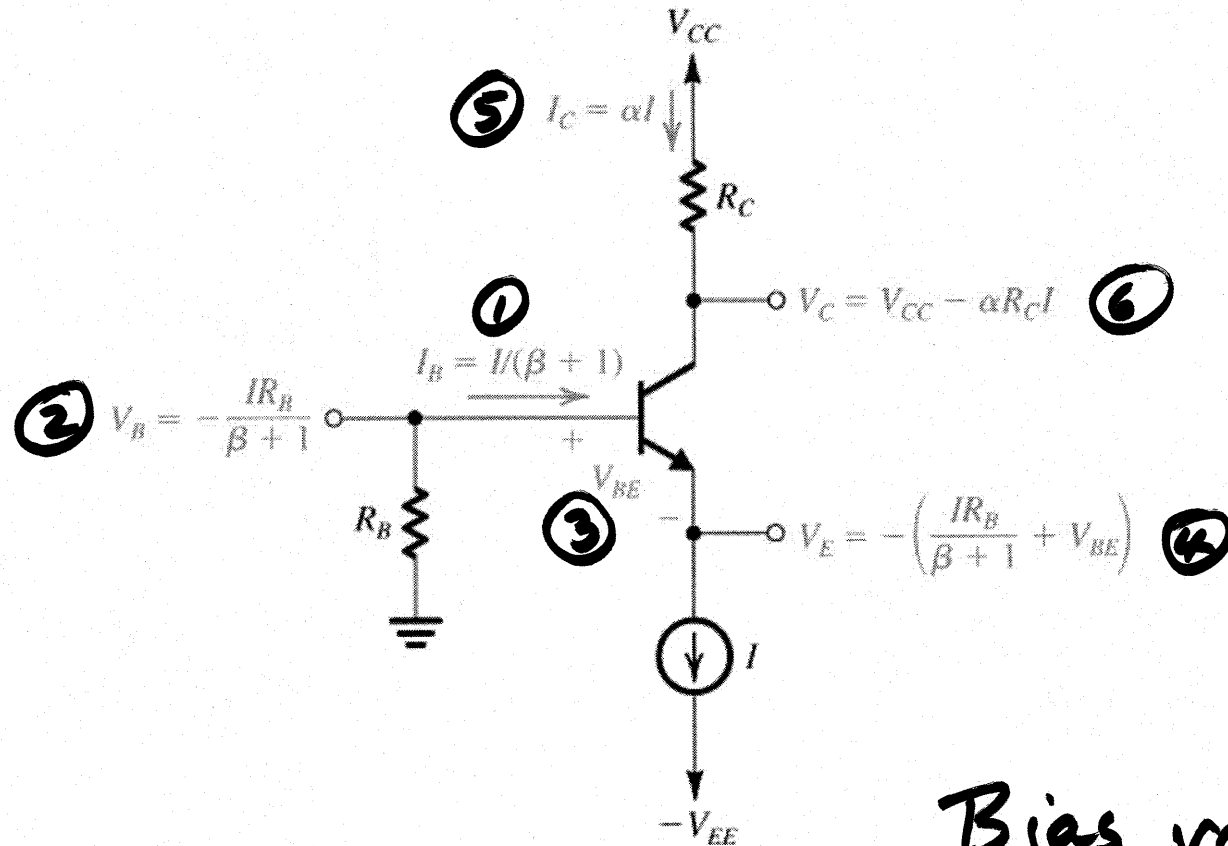 V_CC
⑤ I_C = αI
R_C
①
V_C = V_CC − αR_C I ⑥
I_B = I/(β + 1)
② V_B = − IR_B / β + 1
+
V_BE
R_B
③ −
V_E = −(IR_B / β + 1 + V_BE) ④
I
−V_EE
Bias